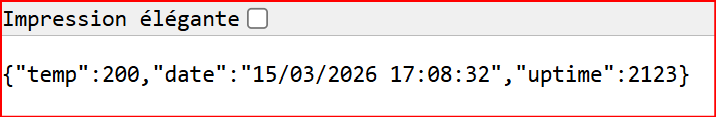 Impression élégante
{"temp":200,"date":"15/03/2026 17:08:32","uptime":2123}